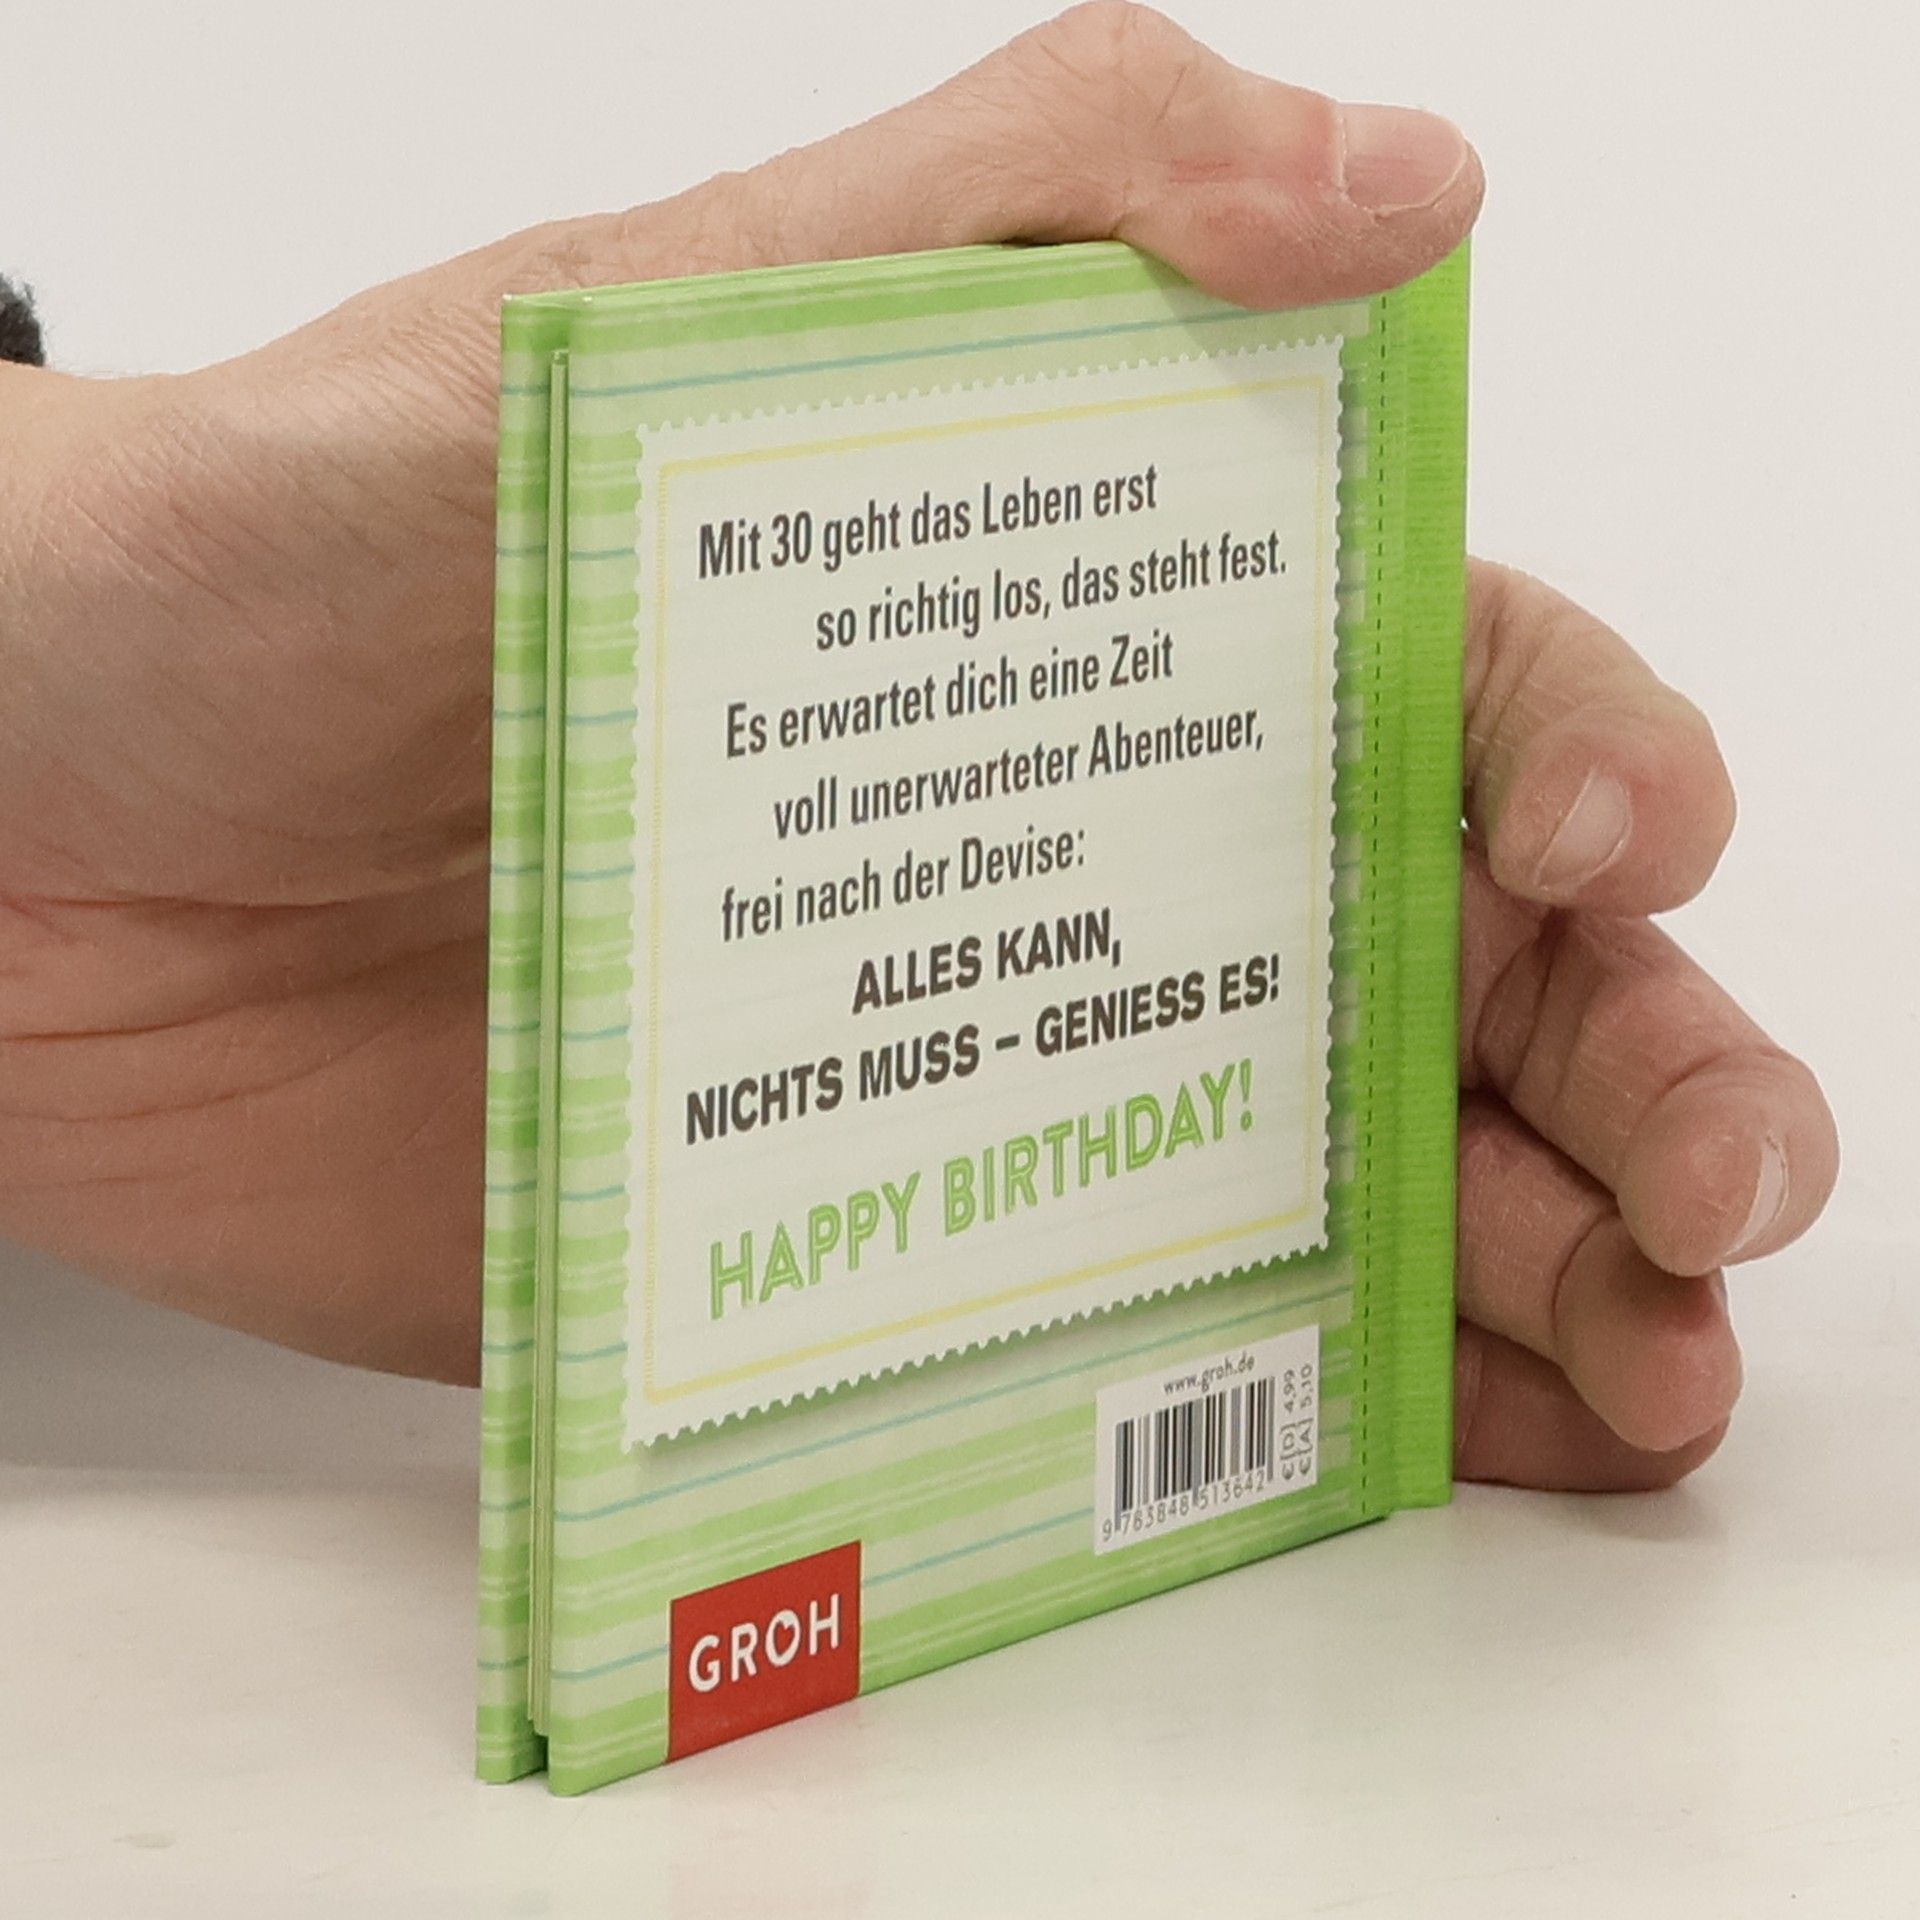 Mit 30 geht das Leben erst
so richtig los, das steht fest.
Es erwartet dich eine Zeit
voll unerwarteter Abenteuer,
frei nach der Devise:
ALLES KANN,
NICHTS MUSS – GENIESS ES!
HAPPY BIRTHDAY!
www.groh.de
€[D] 4,99
€[A] 5,10
9 783848 513642
GROH